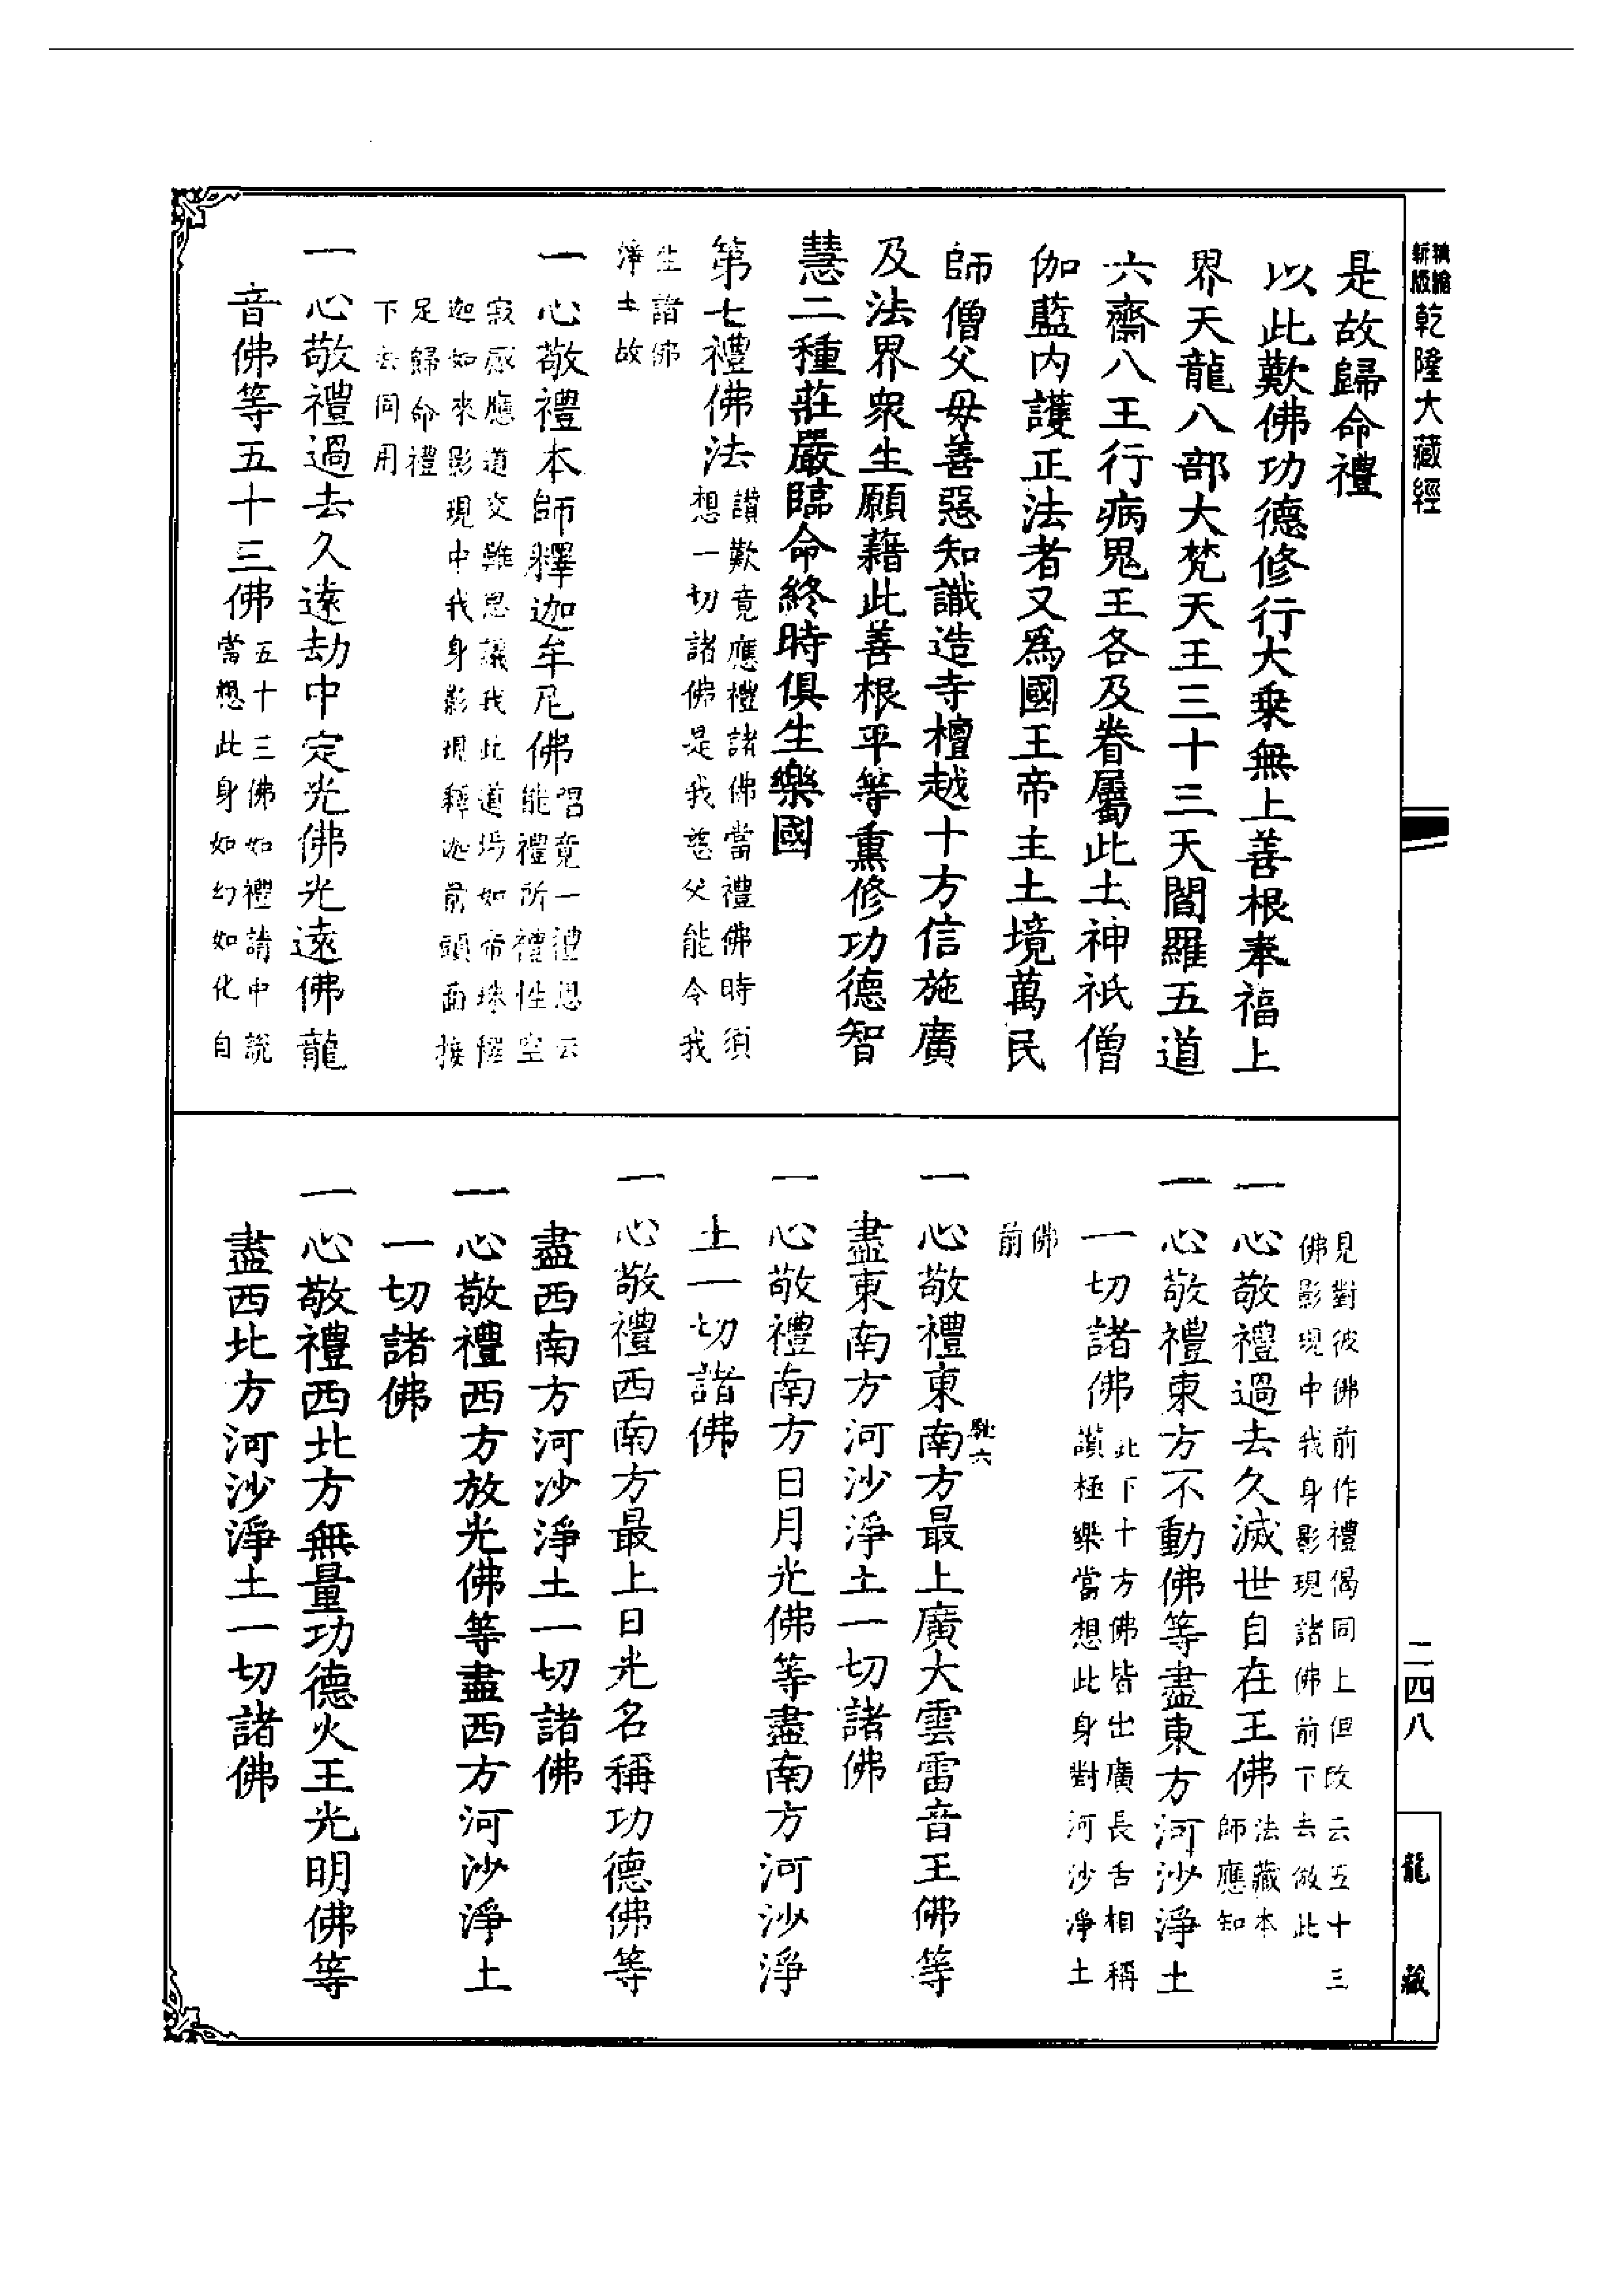 精繪
新版
乾隆大藏經
是故歸命禮
以此歎佛功德修行大乗無上善根奉福上
界天龍八部大梵天王三十三天閻羅五道
六齋八王行病鬼王各及眷屬此土神祇僧
伽藍内護正法者又爲國王帝主土境萬民
師僧父母善惡知識造寺檀越十方信施廣
及法界衆生願藉此善根平等熏修功德智
慧二種莊嚴臨命終時俱生樂國
第七禮佛法
讃歎竟應禮諸佛當禮佛時須
想一切諸佛是我慈父能令我
生諸佛
淨土故
一心敬禮本師釋迦牟尼佛
唱竟一禮思云
能禮所禮性空
寂感應道交難思議我此道塲如帝珠釋
迦如來影現中我身影現釋迦前頭面接
足歸命禮
下去同用
一心敬禮過去久遠劫中定光佛光遠佛龍
音佛等五十三佛
五十三佛如禮請中說
當想此身如幻如化自
見對彼佛前作禮偈同上但改云五十三
佛影現中我身影現諸佛前下去倣此
一心敬禮過去久滅世自在王佛
法藏本
師應知
一心敬禮東方不動佛等盡東方河沙淨土
一切諸佛
此下十方佛皆出廣長舌相稱
讃極樂當想此身對河沙淨土
佛
前
一心敬禮東南方最上廣大雲雷音王佛等
六
盡東南方河沙淨土一切諸佛
一心敬禮南方日月光佛等盡南方河沙淨
土一切諸佛
一心敬禮西南方最上日光名稱功德佛等
盡西南方河沙淨土一切諸佛
一心敬禮西方放光佛等盡西方河沙淨土
一切諸佛
一心敬禮西北方無量功德火王光明佛等
盡西北方河沙淨土一切諸佛
二四八
龍藏